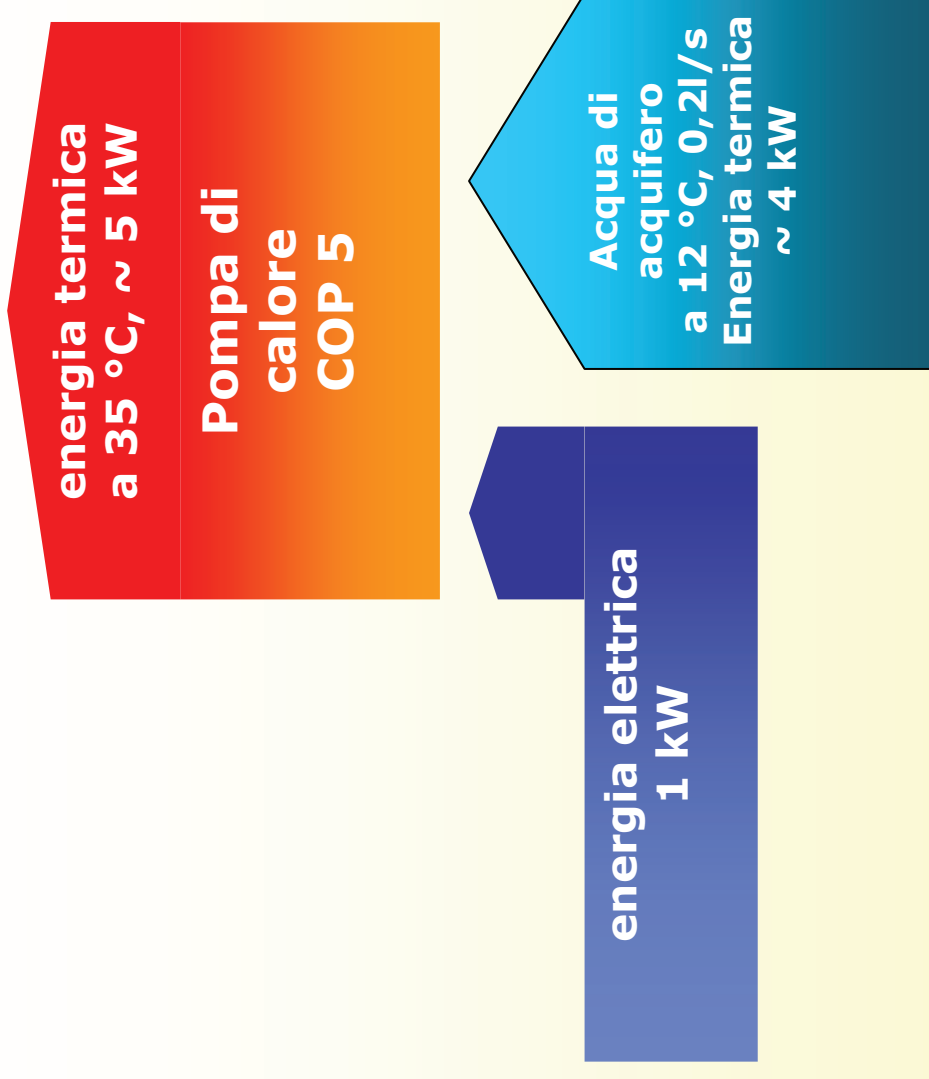 energia termica
a 35 °C, ~ 5 kW
Pompa di
calore
COP 5
Acqua di
acquifero
a 12 °C, 0,2l/s
Energia termica
~ 4 kW
energia elettrica
1 kW